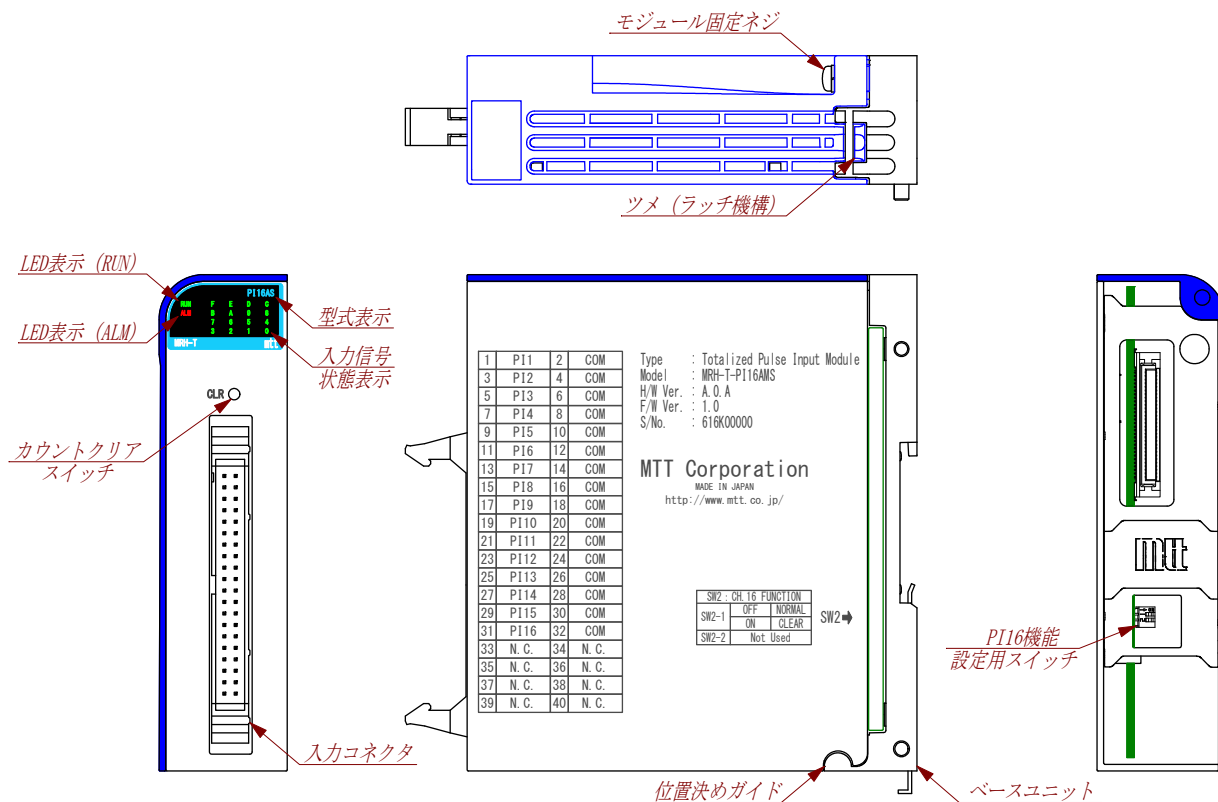 モジュール固定ネジ
ツメ (ラッチ機構)
LED表示 (RUN)
LED表示 (ALM)
PI16AS
RUN F E D C
ALM B A 9 8
7 6 5 4
3 2 1 0
MRH-T mtt
型式表示
入力信号
状態表示
CLR
カウントクリア
スイッチ
入力コネクタ
1 PI1 2 COM
3 PI2 4 COM
5 PI3 6 COM
7 PI4 8 COM
9 PI5 10 COM
11 PI6 12 COM
13 PI7 14 COM
15 PI8 16 COM
17 PI9 18 COM
19 PI10 20 COM
21 PI11 22 COM
23 PI12 24 COM
25 PI13 26 COM
27 PI14 28 COM
29 PI15 30 COM
31 PI16 32 COM
33 N.C. 34 N.C.
35 N.C. 36 N.C.
37 N.C. 38 N.C.
39 N.C. 40 N.C.
Type : Totalized Pulse Input Module
Model : MRH-T-PI16AMS
H/W Ver. : A.0.A
F/W Ver. : 1.0
S/No. : 616K00000
MTT Corporation
MADE IN JAPAN
http://www.mtt.co.jp/
SW2 : CH.16 FUNCTION
SW2-1 OFF NORMAL
ON CLEAR
SW2-2 Not Used
SW2➡
位置決めガイド
ベースユニット
mtt
PI16機能
設定用スイッチ